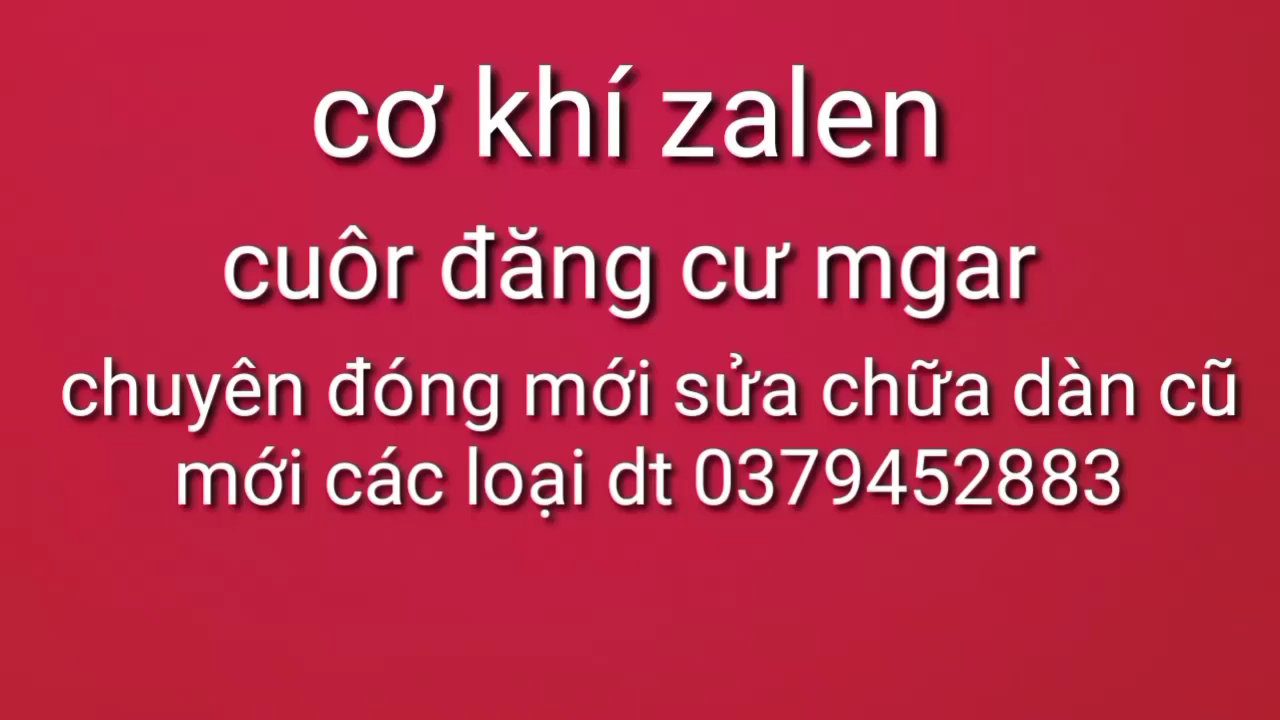 cơ khí zalen
cuôr đăng cư mgar
chuyên đóng mới sửa chữa dàn cũ
mới các loại dt 0379452883